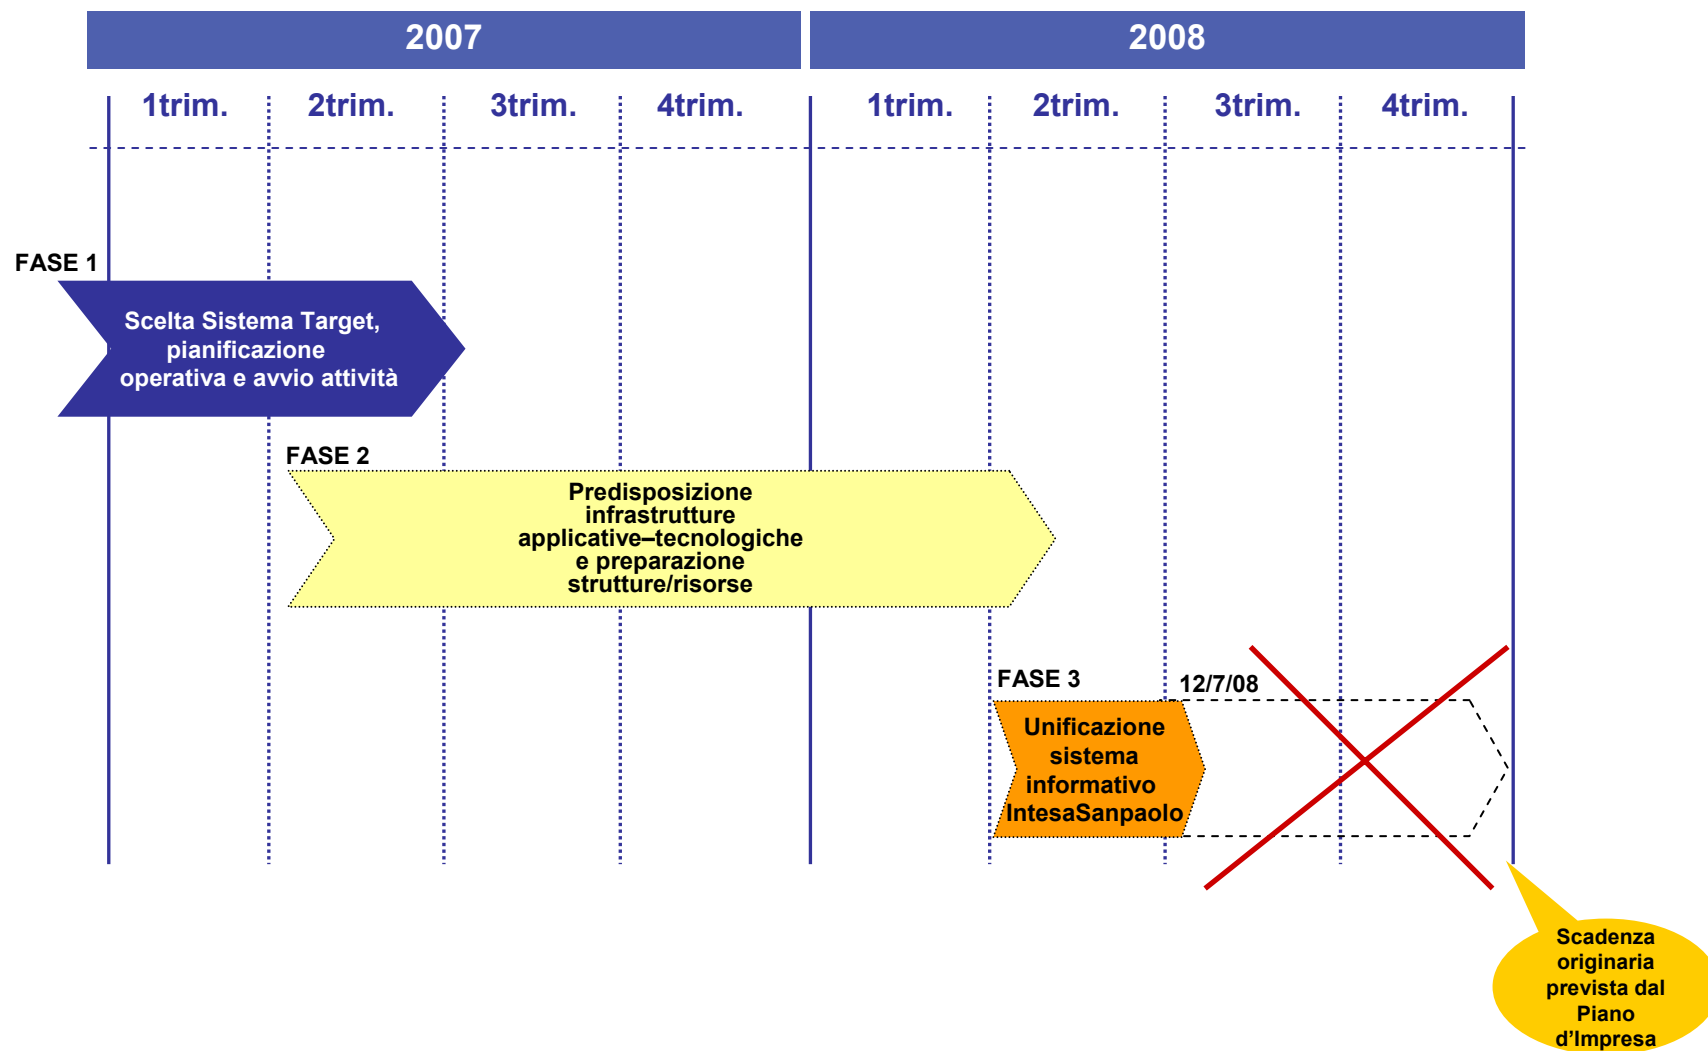 2007
2008
1trim.
2trim.
3trim.
4trim.
1trim.
2trim.
3trim.
4trim.
FASE 1
Scelta Sistema Target,
pianificazione
operativa e avvio attività
FASE 2
Predisposizione
infrastrutture
applicative–tecnologiche
e preparazione
strutture/risorse
FASE 3
12/7/08
Unificazione
sistema
informativo
IntesaSanpaolo
Scadenza
originaria
prevista dal
Piano
d’Impresa